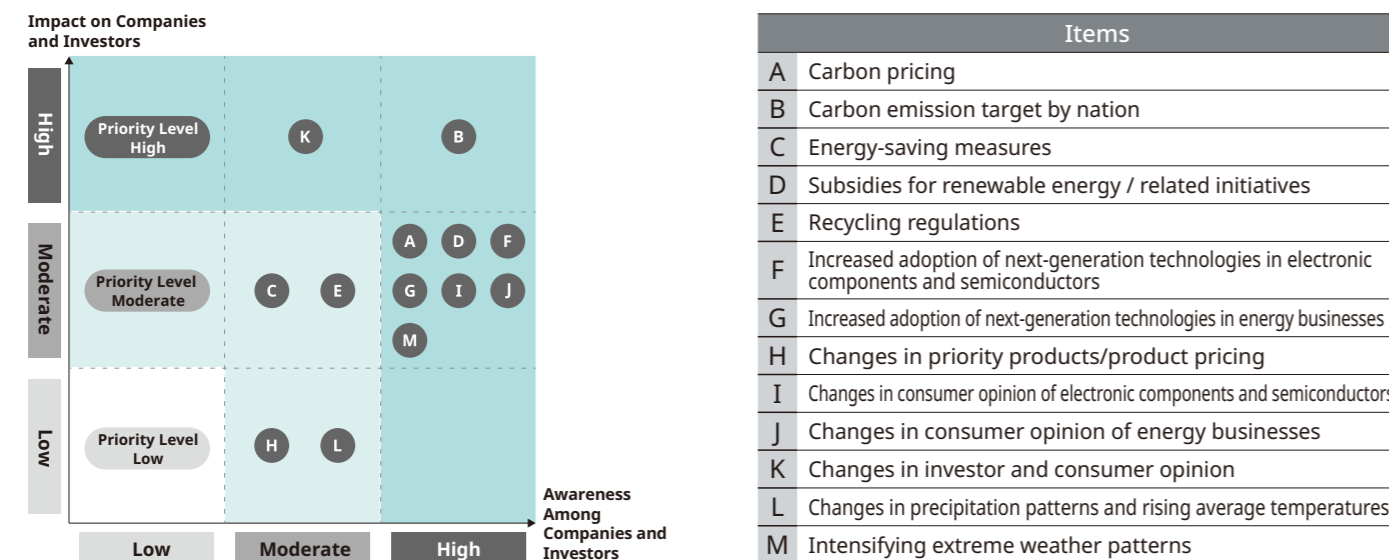 Impact on Companies
and Investors
High
Priority Level
High
K
B
Moderate
Priority Level
Moderate
A
D
F
C
E
G
I
J
M
Low
Priority Level
Low
H
L
Low
Moderate
High
Awareness
Among
Companies and
Investors
Items
A Carbon pricing
B Carbon emission target by nation
C Energy-saving measures
D Subsidies for renewable energy / related initiatives
E Recycling regulations
F Increased adoption of next-generation technologies in electronic
components and semiconductors
G Increased adoption of next-generation technologies in energy businesses
H Changes in priority products/product pricing
I Changes in consumer opinion of electronic components and semiconductors
J Changes in consumer opinion of energy businesses
K Changes in investor and consumer opinion
L Changes in precipitation patterns and rising average temperatures
M Intensifying extreme weather patterns